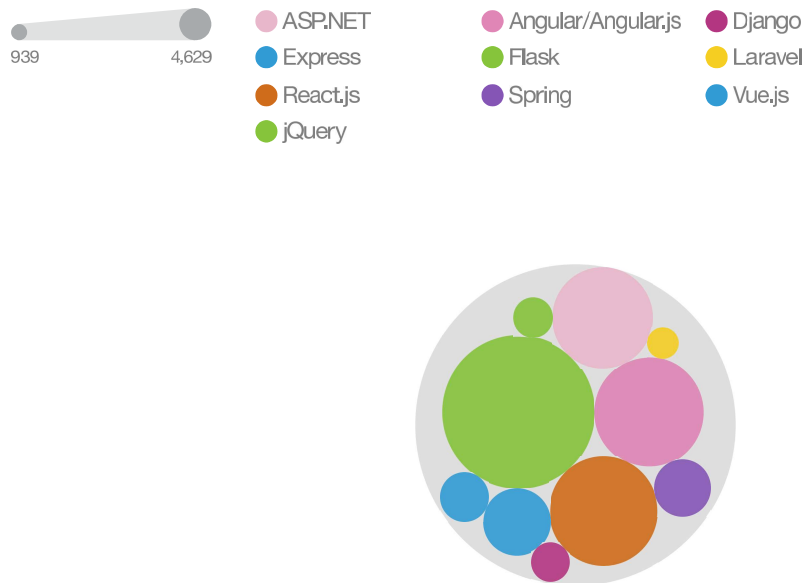 ASP.NET Angular/Angular.js Django
939 4,629 Express Flask Laravel
React.js Spring Vue.js
jQuery